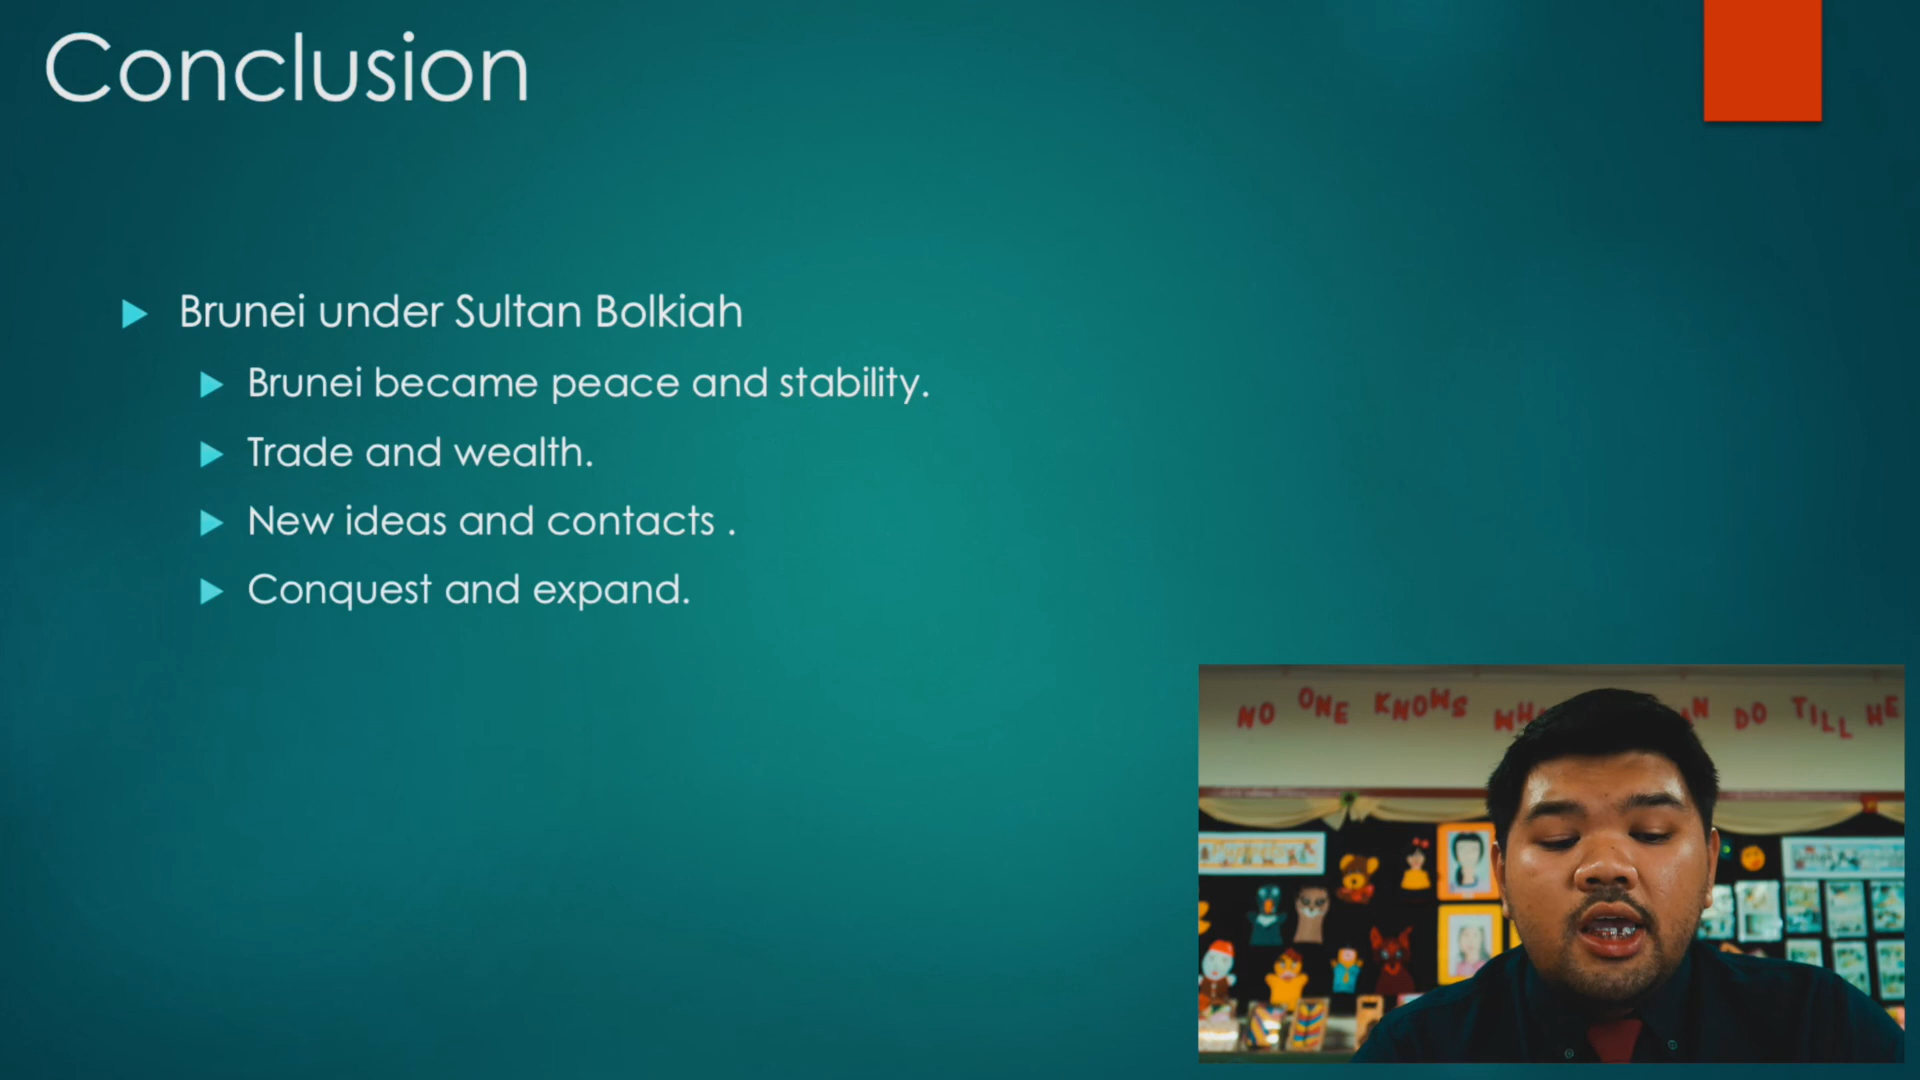 Conclusion
Brunei under Sultan Bolkiah
Brunei became peace and stability.
Trade and wealth.
New ideas and contacts .
Conquest and expand.
NO ONE KNOWS DO TILL HE